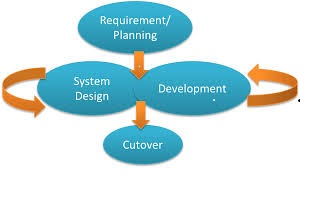 Requirement/
Planning
System
Design
Development
Cutover